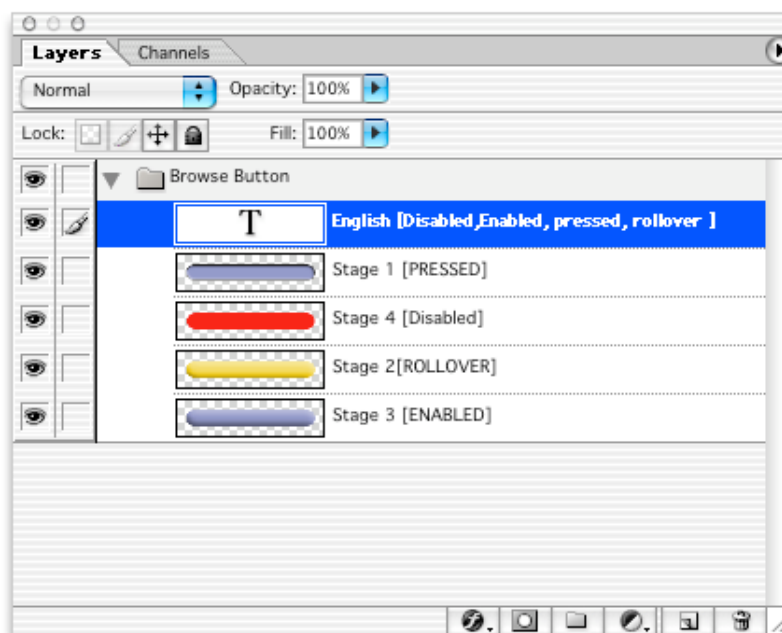 Layers Channels
Normal Opacity: 100%
Lock: Fill: 100%
Browse Button
T English [Disabled,Enabled, pressed, rollover ]
Stage 1 [PRESSED]
Stage 4 [Disabled]
Stage 2[ROLLOVER]
Stage 3 [ENABLED]